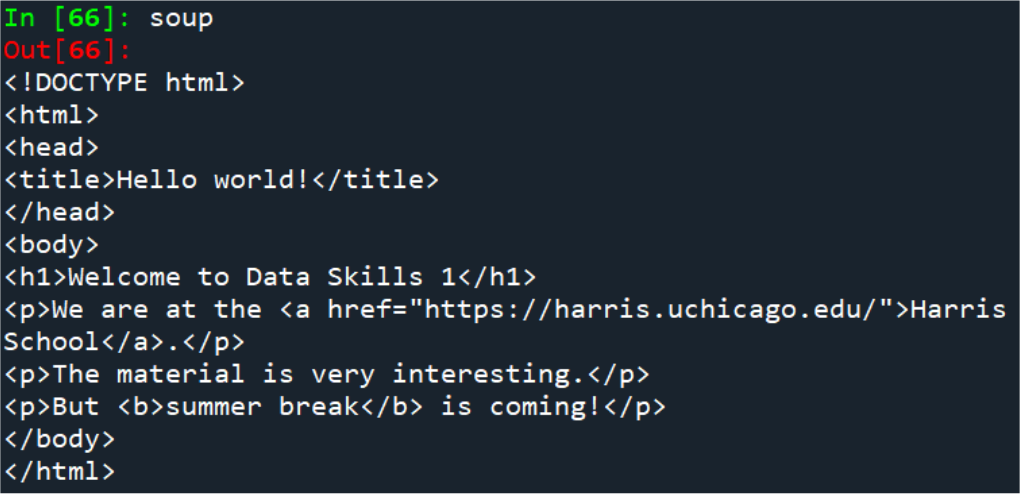 In [66]: soup
Out[66]:
<!DOCTYPE html>
<html>
<head>
<title>Hello world!</title>
</head>
<body>
<h1>Welcome to Data Skills 1</h1>
<p>We are at the <a href="https://harris.uchicago.edu/">Harris
School</a>.</p>
<p>The material is very interesting.</p>
<p>But <b>summer break</b> is coming!</p>
</body>
</html>